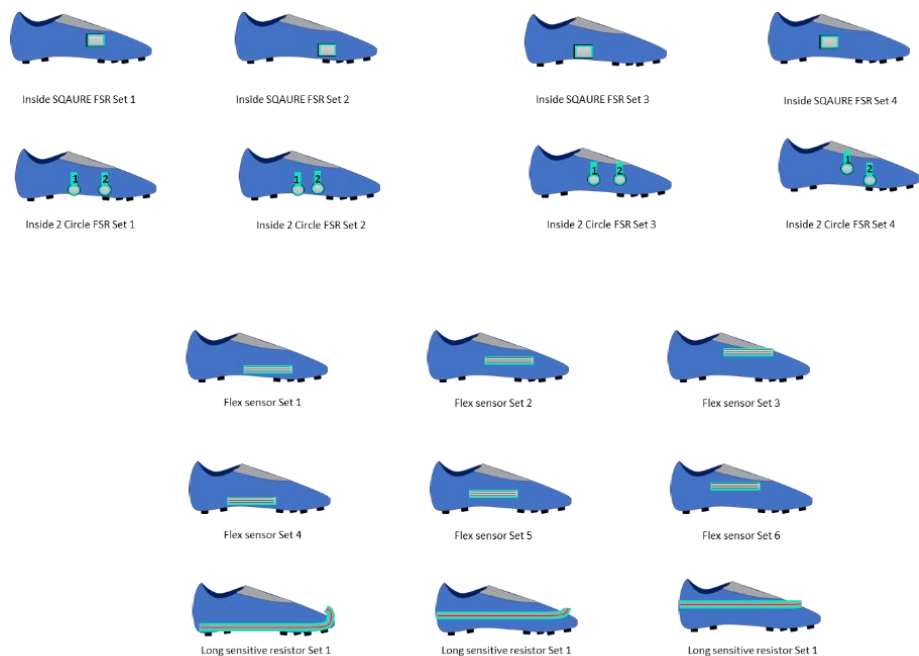 Inside SQAURE FSR Set 1
Inside SQAURE FSR Set 2
Inside SQAURE FSR Set 3
Inside SQAURE FSR Set 4
1 2
1 2
1 2
1 2
Inside 2 Circle FSR Set 1
Inside 2 Circle FSR Set 2
Inside 2 Circle FSR Set 3
Inside 2 Circle FSR Set 4
Flex sensor Set 1
Flex sensor Set 2
Flex sensor Set 3
Flex sensor Set 4
Flex sensor Set 5
Flex sensor Set 6
Long sensitive resistor Set 1
Long sensitive resistor Set 1
Long sensitive resistor Set 1